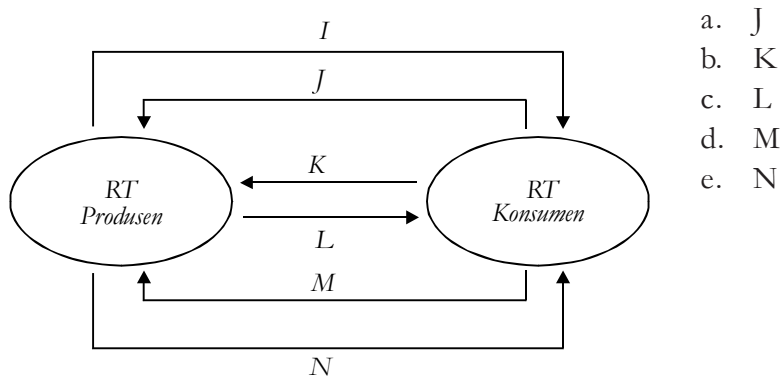 I
J
RT
Produsen
K
L
RT
Konsumen
M
N
a. J
b. K
c. L
d. M
e. N